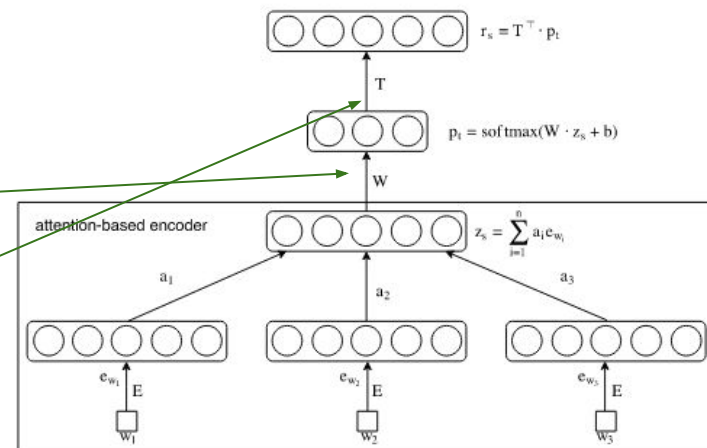 r_s = T^⊤ · p_t
T
p_t = softmax(W · z_s + b)
W
attention-based encoder
z_s = ∑_{i=1}^{n} a_i e_{w_i}
a_1
a_2
a_3
e_{w_1} E
e_{w_2} E
e_{w_3} E
w_1
w_2
w_3